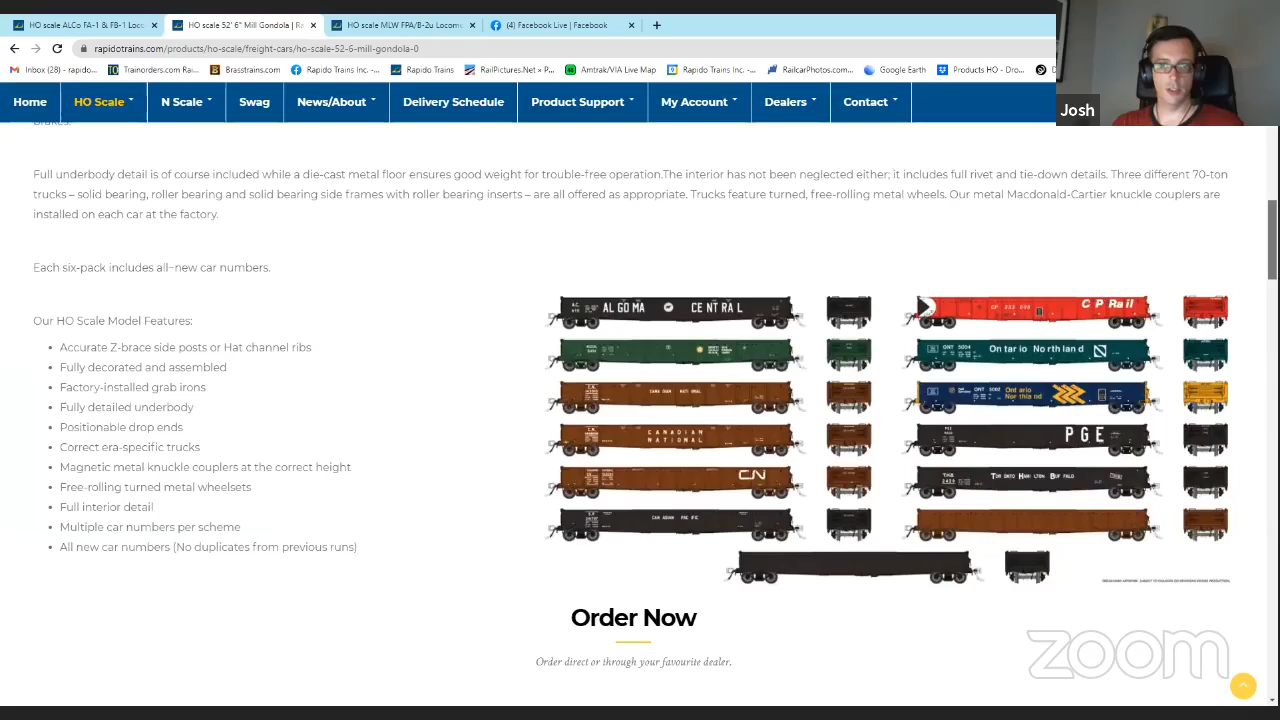 HO scale ALCo FA-1 & FB-1 Loco
HO scale 52' 6" Mill Gondola | Ra
HO scale MLW FPA/B-2u Locom
(4) Facebook Live | Facebook
rapidotrains.com/products/ho-scale/freight-cars/ho-scale-52-6-mill-gondola-0
Inbox (28) - rapido...
Trainorders.com Rai...
Brasstrains.com
Rapido Trains Inc. -...
Rapido Trains
RailPictures.Net » P...
Amtrak/VIA Live Map
Rapido Trains Inc. -...
RailcarPhotos.com...
Google Earth
Products HO - Dro...
Josh
Home
HO Scale
N Scale
Swag
News/About
Delivery Schedule
Product Support
My Account
Dealers
Contact
brakes.
Full underbody detail is of course included while a die-cast metal floor ensures good weight for trouble-free operation.The interior has not been neglected either; it includes full rivet and tie-down details. Three different 70-ton
trucks – solid bearing, roller bearing and solid bearing side frames with roller bearing inserts – are all offered as appropriate. Trucks feature turned, free-rolling metal wheels. Our metal Macdonald-Cartier knuckle couplers are
installed on each car at the factory.
Each six-pack includes all–new car numbers.
Our HO Scale Model Features:
• Accurate Z-brace side posts or Hat channel ribs
• Fully decorated and assembled
• Factory-installed grab irons
• Fully detailed underbody
• Positionable drop ends
• Correct era-specific trucks
• Magnetic metal knuckle couplers at the correct height
• Free-rolling turned metal wheelsets
• Full interior detail
• Multiple car numbers per scheme
• All new car numbers (No duplicates from previous runs)
ALGOMA CENTRAL
CP Rail
Ontario Northland
CANADIAN NATIONAL
Ontario
Northland
CANADIAN
NATIONAL
PGE
CN
TORONTO HAMILTON BUFFALO
CANADIAN PACIFIC
Order Now
Order direct or through your favourite dealer.
zoom